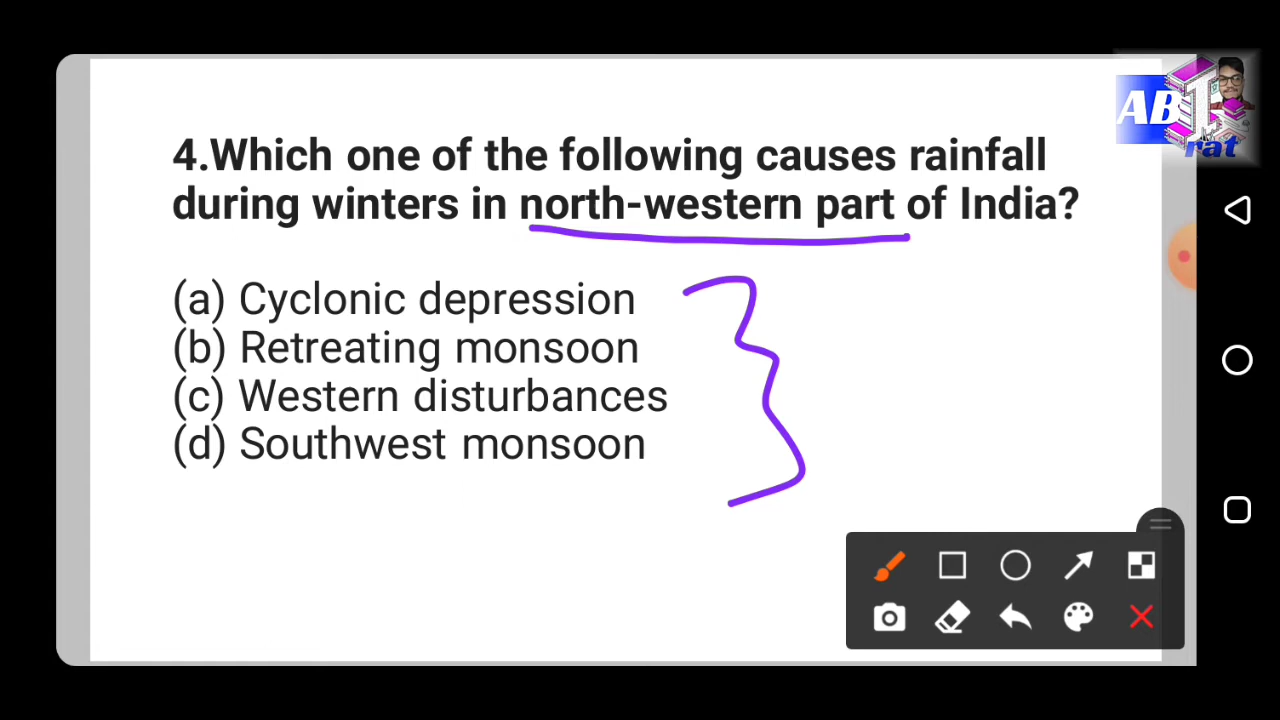 4.Which one of the following causes rainfall
during winters in north-western part of India?
(a) Cyclonic depression
(b) Retreating monsoon
(c) Western disturbances
(d) Southwest monsoon
AB
rat